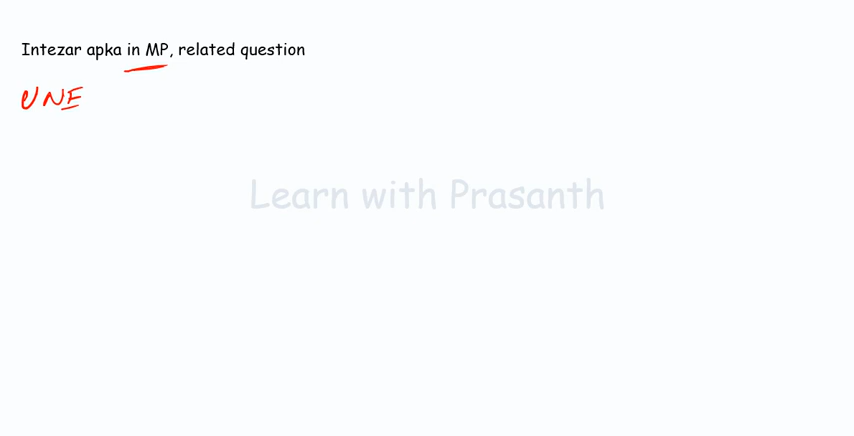 Intezar apka in MP, related question
UNE
Learn with Prasanth